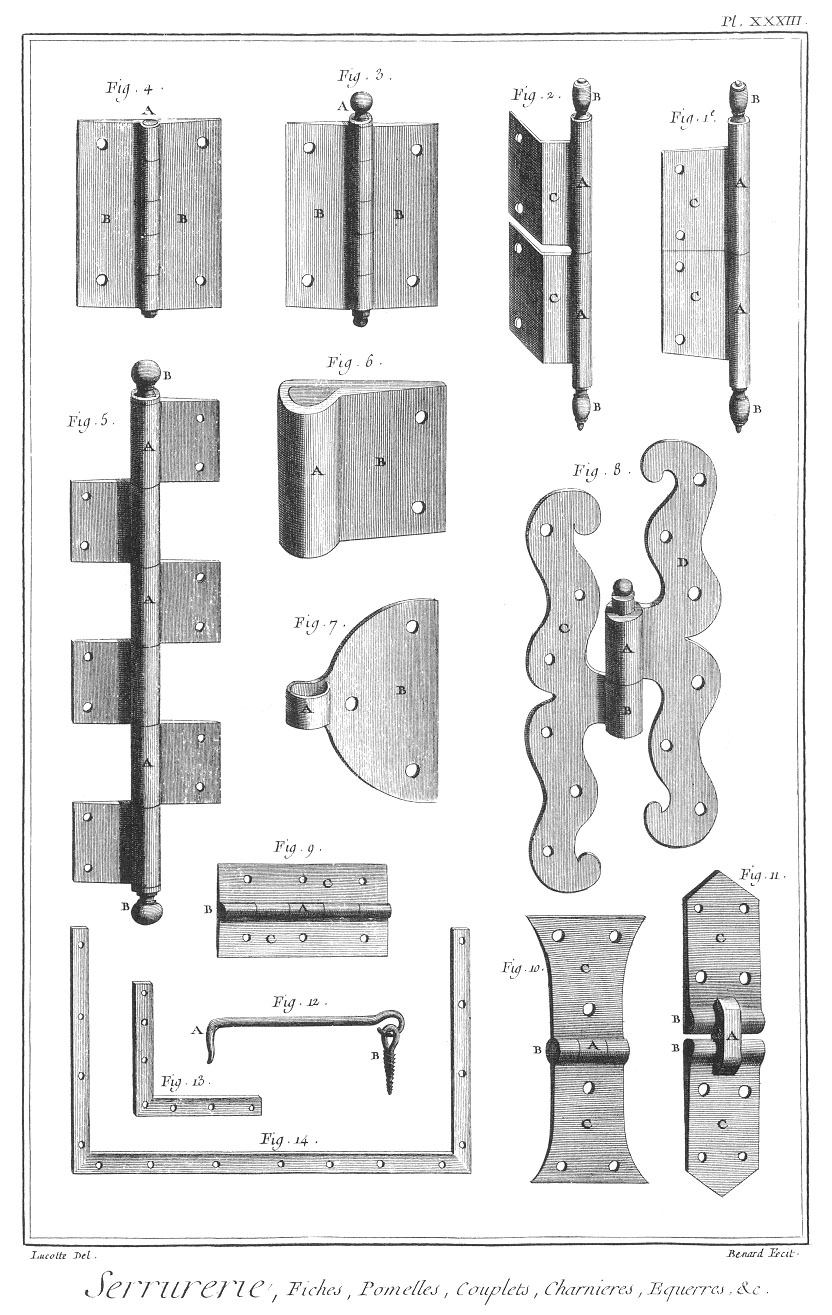 Pl. XXXIII.
Fig. 4.
A
B
B
Fig. 3.
A
B
B
Fig. 2.
B
A
C
C
A
B
Fig. 1e.
B
A
C
C
A
B
Fig. 5.
B
A
A
A
B
Fig. 6.
A
B
Fig. 7.
A
B
Fig. 8.
D
C
A
B
Fig. 9.
C
B
A
C
Fig. 10.
C
B
A
C
Fig. 11.
C
B
A
B
C
Fig. 12.
A
B
Fig. 13.
Fig. 14.
Lucotte Del.
Benard Fecit.
Serrurerie, Fiches, Pomelles, Couplets, Charnieres, Equerres, &c.